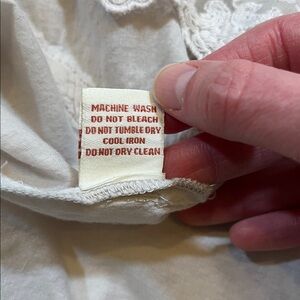 MACHINE WASH
DO NOT BLEACH
DO NOT TUMBLE DRY
COOL IRON
DO NOT DRY CLEAN